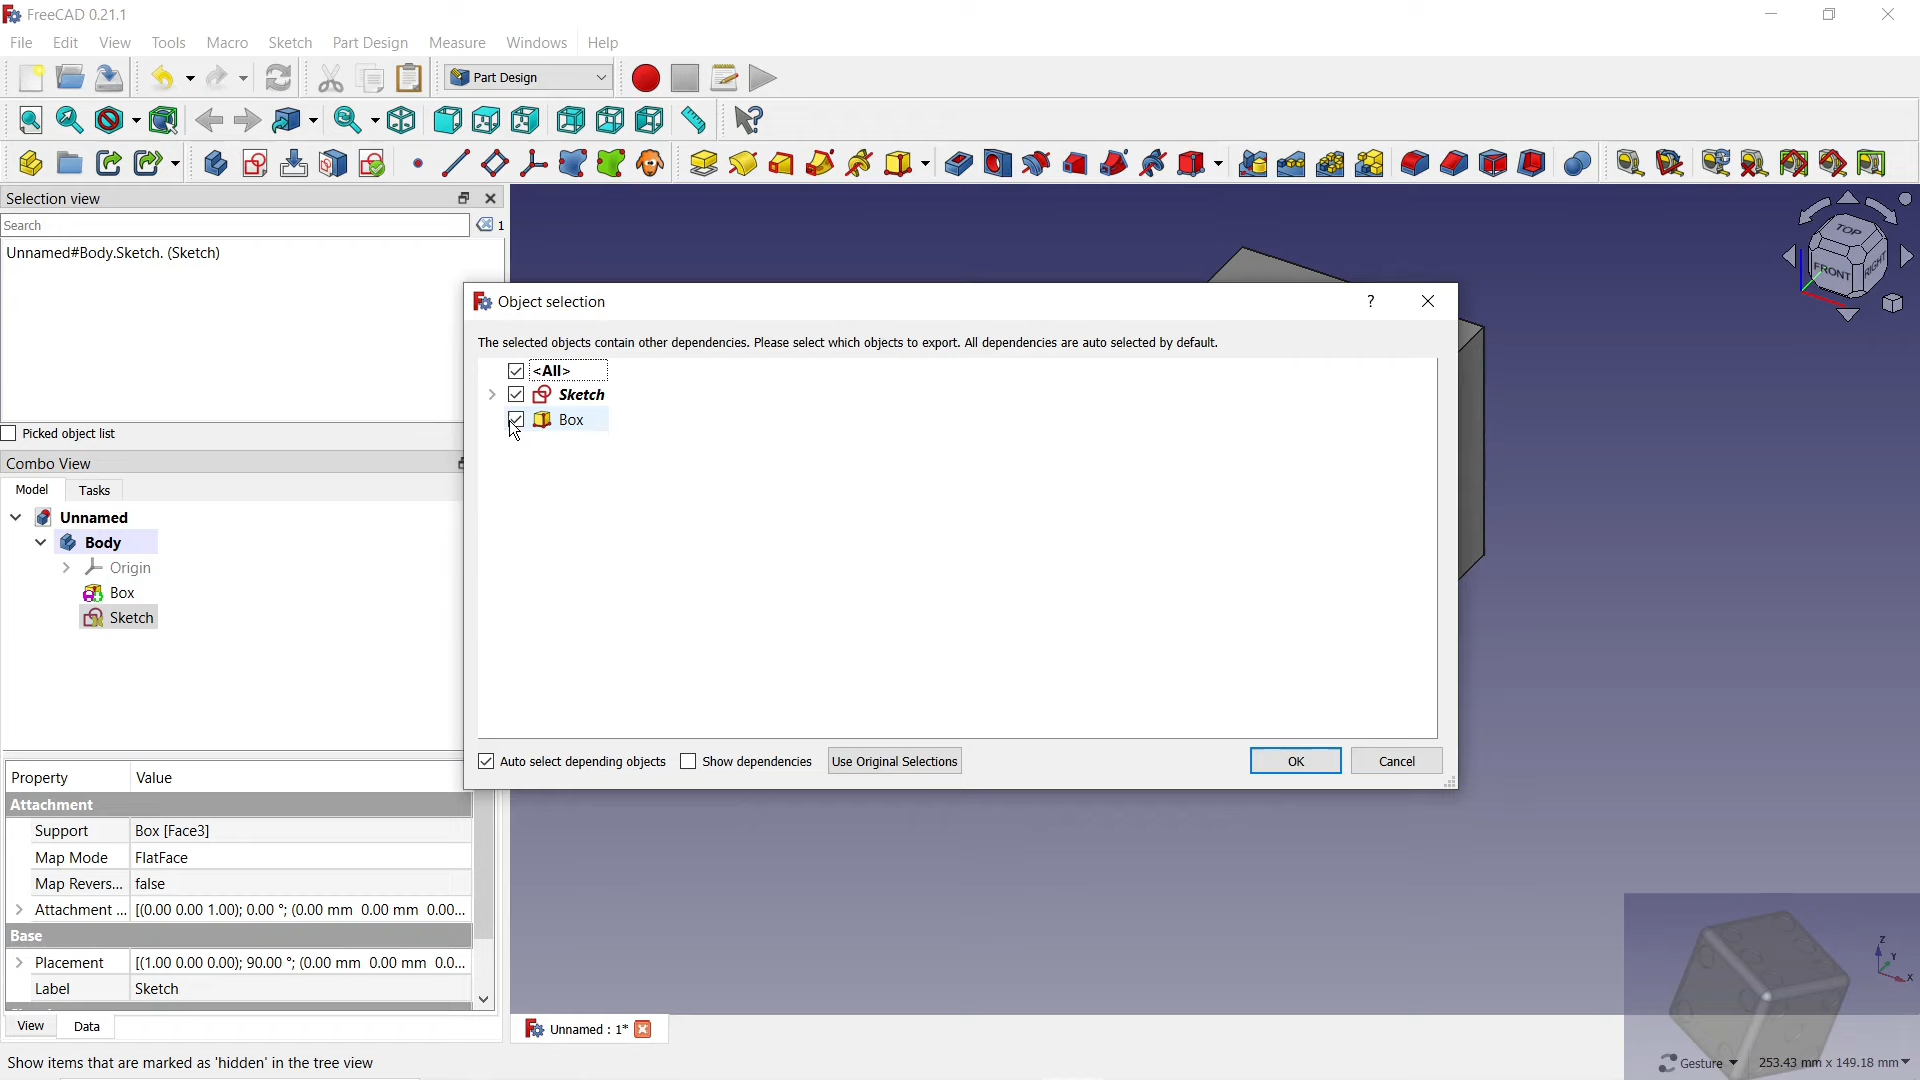 FreeCAD 0.21.1
File Edit View Tools Macro Sketch Part Design Measure Windows Help
Part Design
Selection view
Search
1
Unnamed#Body.Sketch. (Sketch)
TOP
FRONT
RIGHT
Object selection
?
The selected objects contain other dependencies. Please select which objects to export. All dependencies are auto selected by default.
<All>
Sketch
Box
Picked object list
Combo View
Model Tasks
Unnamed
Body
Origin
Box
Sketch
Auto select depending objects
Show dependencies
Use Original Selections
OK
Cancel
Property Value
Attachment
Support Box [Face3]
Map Mode FlatFace
Map Revers... false
Attachment ... [(0.00 0.00 1.00); 0.00 °; (0.00 mm 0.00 mm 0.00...
Base
Placement [(1.00 0.00 0.00); 90.00 °; (0.00 mm 0.00 mm 0.0...
Label Sketch
View Data
Unnamed : 1*
Z
Y
X
Show items that are marked as 'hidden' in the tree view
Gesture
253.43 mm x 149.18 mm